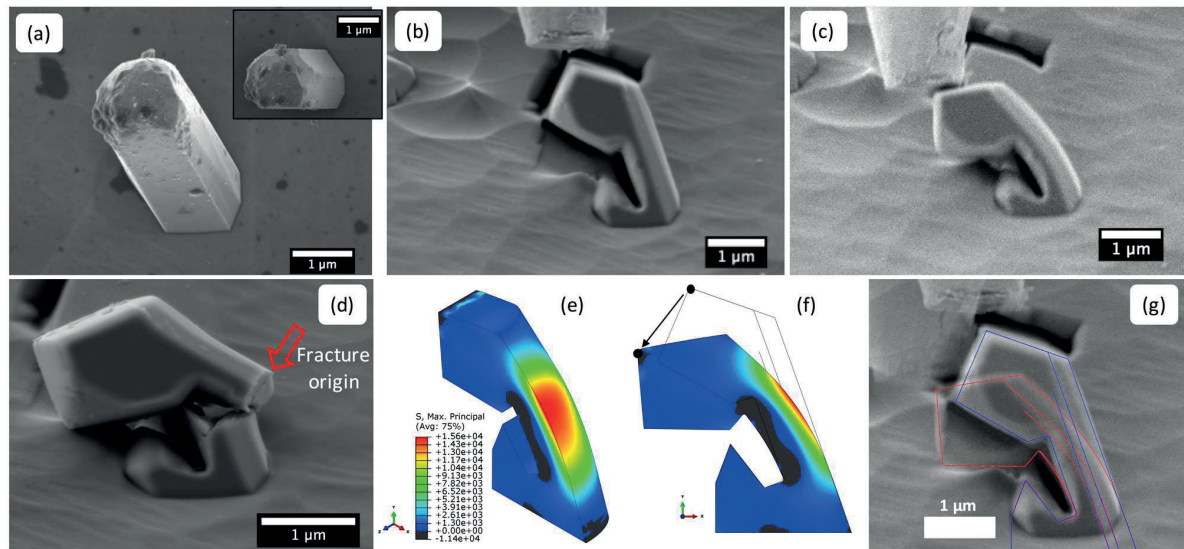 (a)
1 µm
1 µm
(b)
1 µm
(c)
1 µm
(d)
Fracture
origin
1 µm
(e)
S, Max. Principal
(Avg: 75%)
+1.56e+04
+1.43e+04
+1.30e+04
+1.17e+04
+1.04e+04
+9.13e+03
+7.82e+03
+6.52e+03
+5.21e+03
+3.91e+03
+2.61e+03
+1.30e+03
+0.00e+00
-1.14e+04
(f)
(g)
1 µm